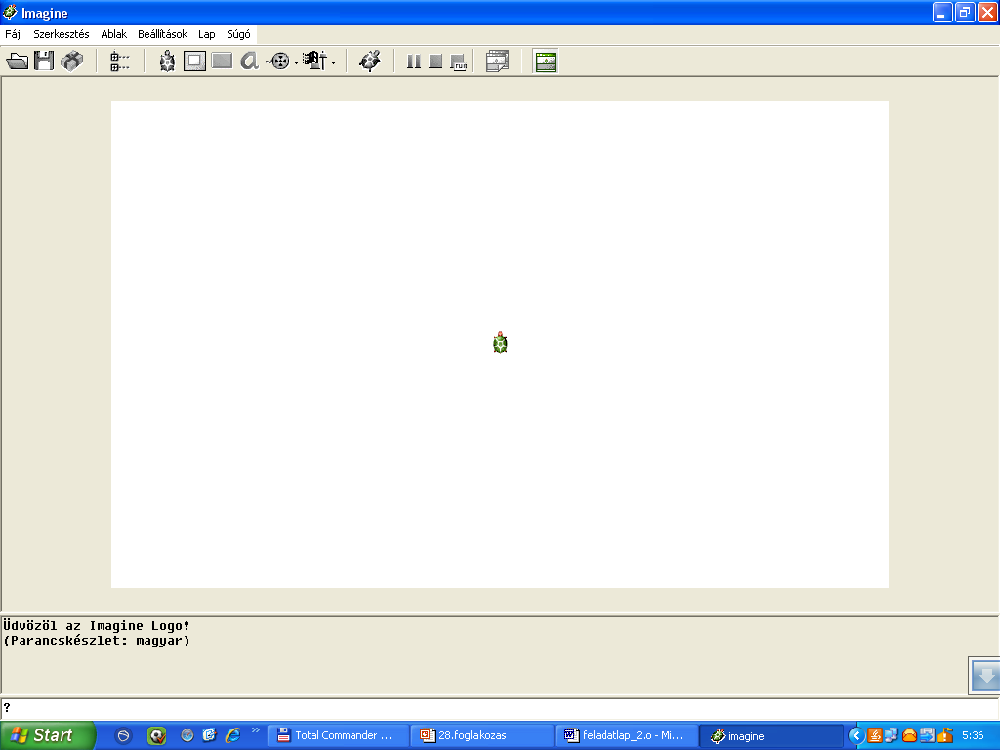 Imagine
Fájl Szerkesztés Ablak Beállítások Lap Súgó
run
Üdvözöl az Imagine Logo!
(Parancskészlet: magyar)
?
Start Total Commander ... 28.foglalkozas feladatlap_2.o - Mi... imagine 5:36